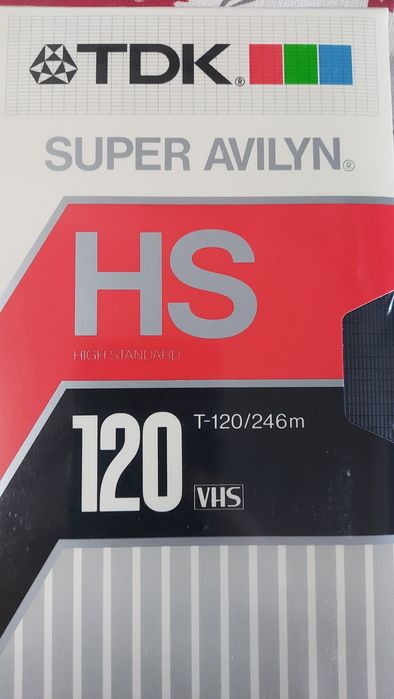 TDK®
SUPER AVILYN®
HS
HIGH STANDARD
120
T-120/246m
VHS